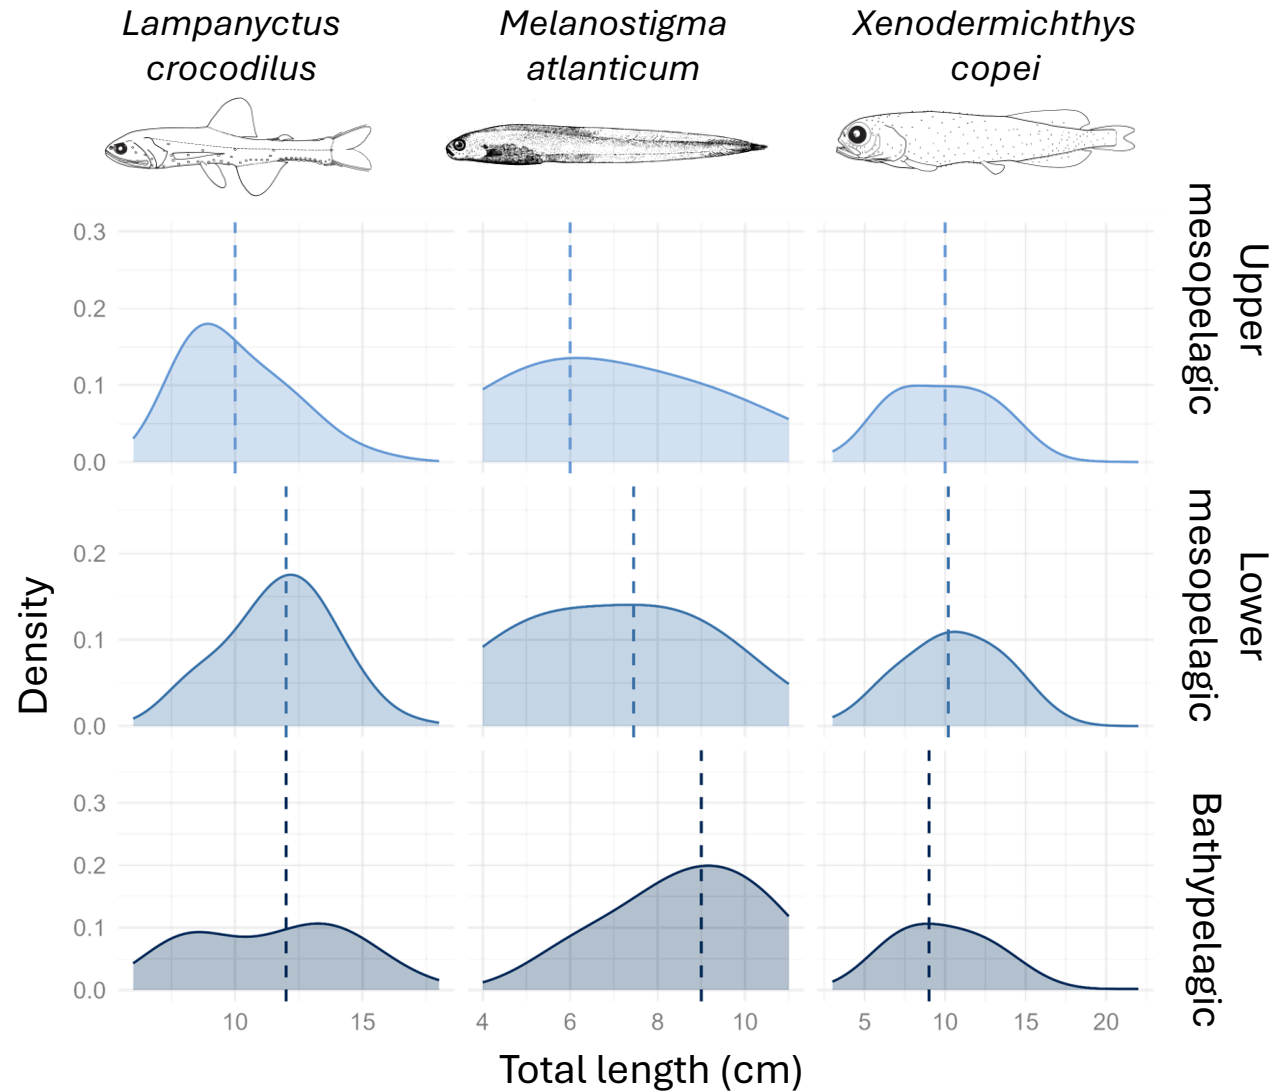 Lampanyctus
crocodilus
Melanostigma
atlanticum
Xenodermichthys
copei
Upper
mesopelagic
0.3
0.2
0.1
0.0
Lower
mesopelagic
0.2
0.1
0.0
Density
Bathypelagic
0.3
0.2
0.1
0.0
10 15
4 6 8 10
5 10 15 20
Total length (cm)